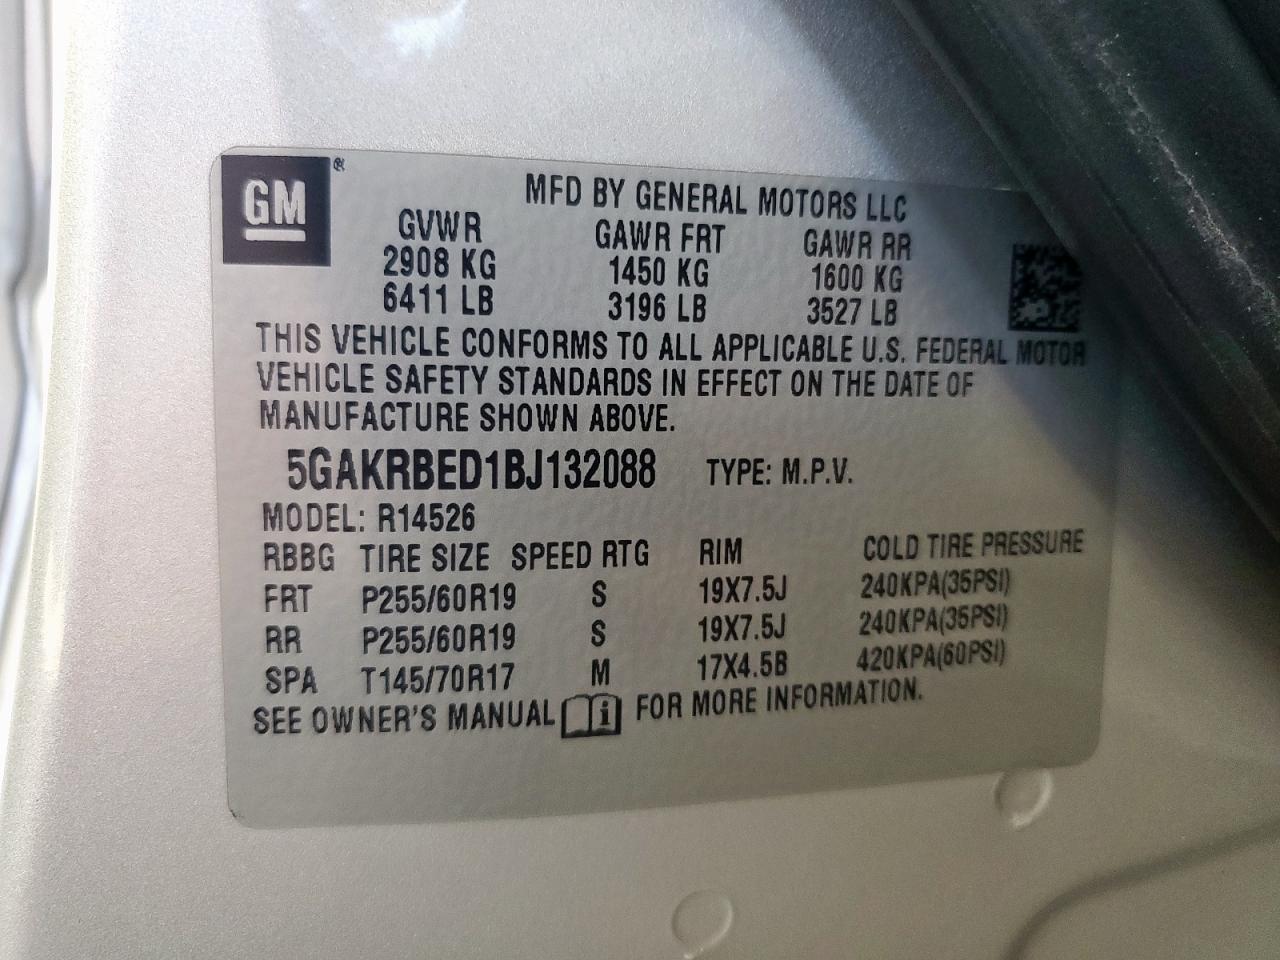 GM ®
MFD BY GENERAL MOTORS LLC
GVWR GAWR FRT GAWR RR
2908 KG 1450 KG 1600 KG
6411 LB 3196 LB 3527 LB
THIS VEHICLE CONFORMS TO ALL APPLICABLE U.S. FEDERAL MOTOR
VEHICLE SAFETY STANDARDS IN EFFECT ON THE DATE OF
MANUFACTURE SHOWN ABOVE.
5GAKRBED1BJ132088 TYPE: M.P.V.
MODEL: R14526
RBBG TIRE SIZE SPEED RTG RIM COLD TIRE PRESSURE
FRT P255/60R19 S 19X7.5J 240KPA(35PSI)
RR P255/60R19 S 19X7.5J 240KPA(35PSI)
SPA T145/70R17 M 17X4.5B 420KPA(60PSI)
SEE OWNER'S MANUAL i FOR MORE INFORMATION.